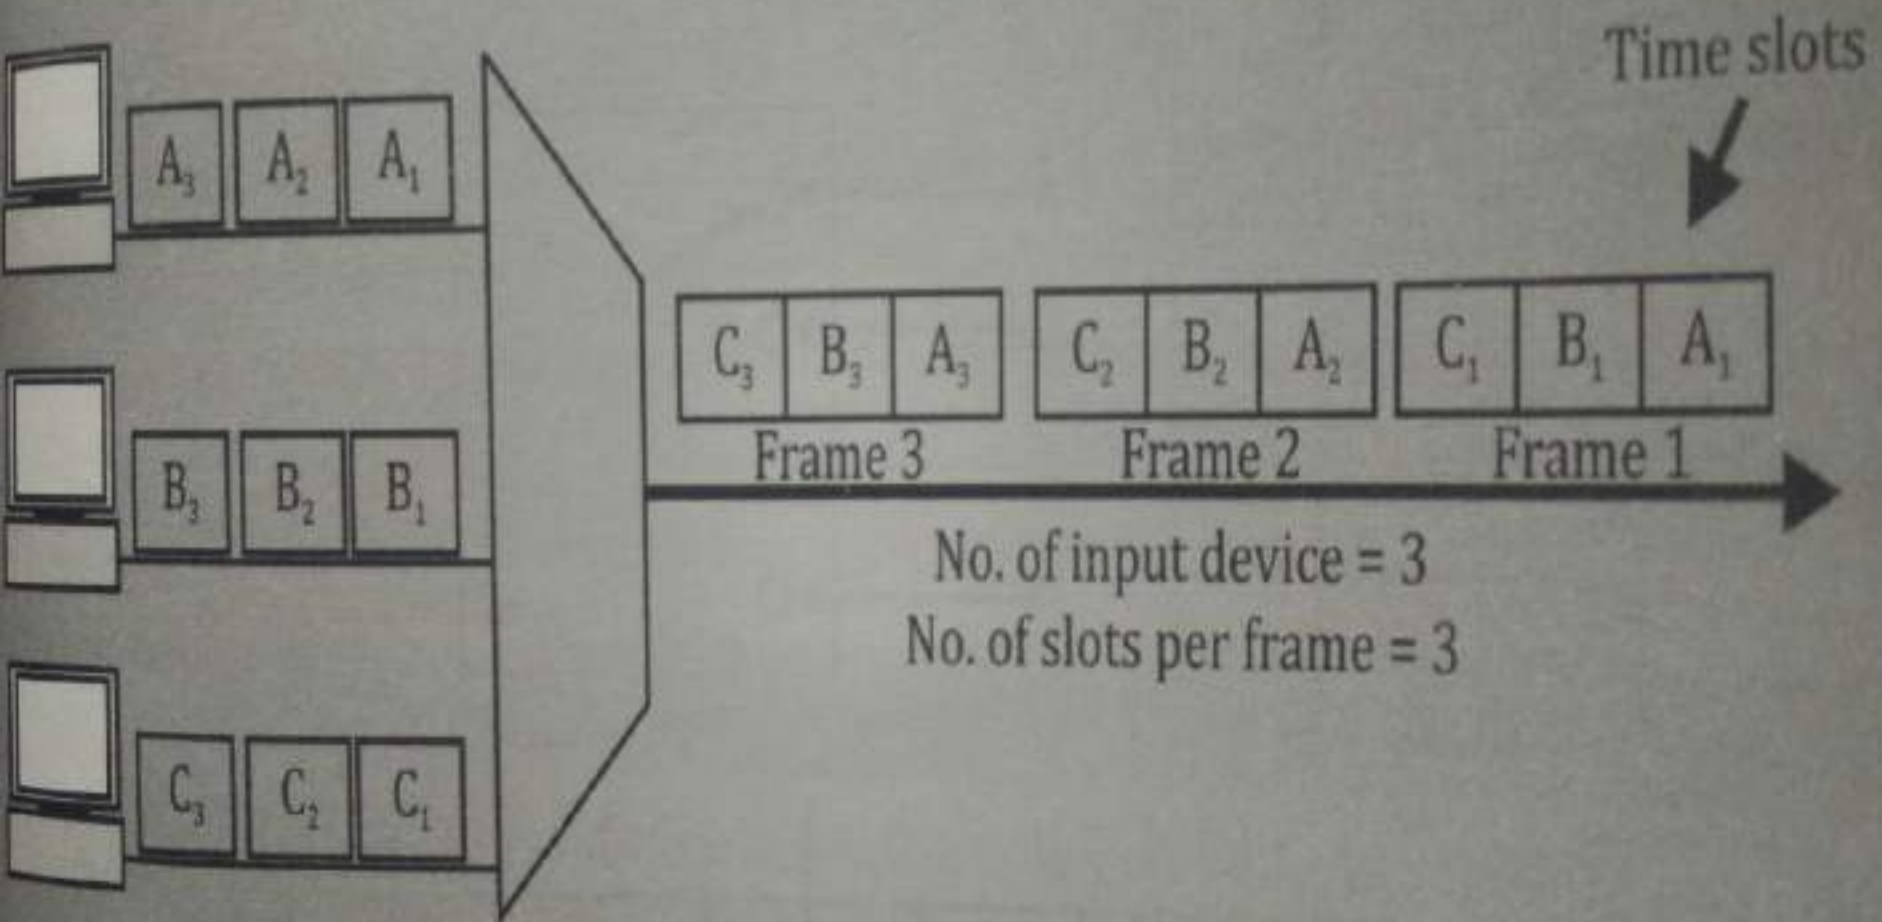 Time slots
A₃ A₂ A₁
C₃ B₃ A₃ C₂ B₂ A₂ C₁ B₁ A₁
Frame 3 Frame 2 Frame 1
B₃ B₂ B₁
No. of input device = 3
No. of slots per frame = 3
C₃ C₂ C₁